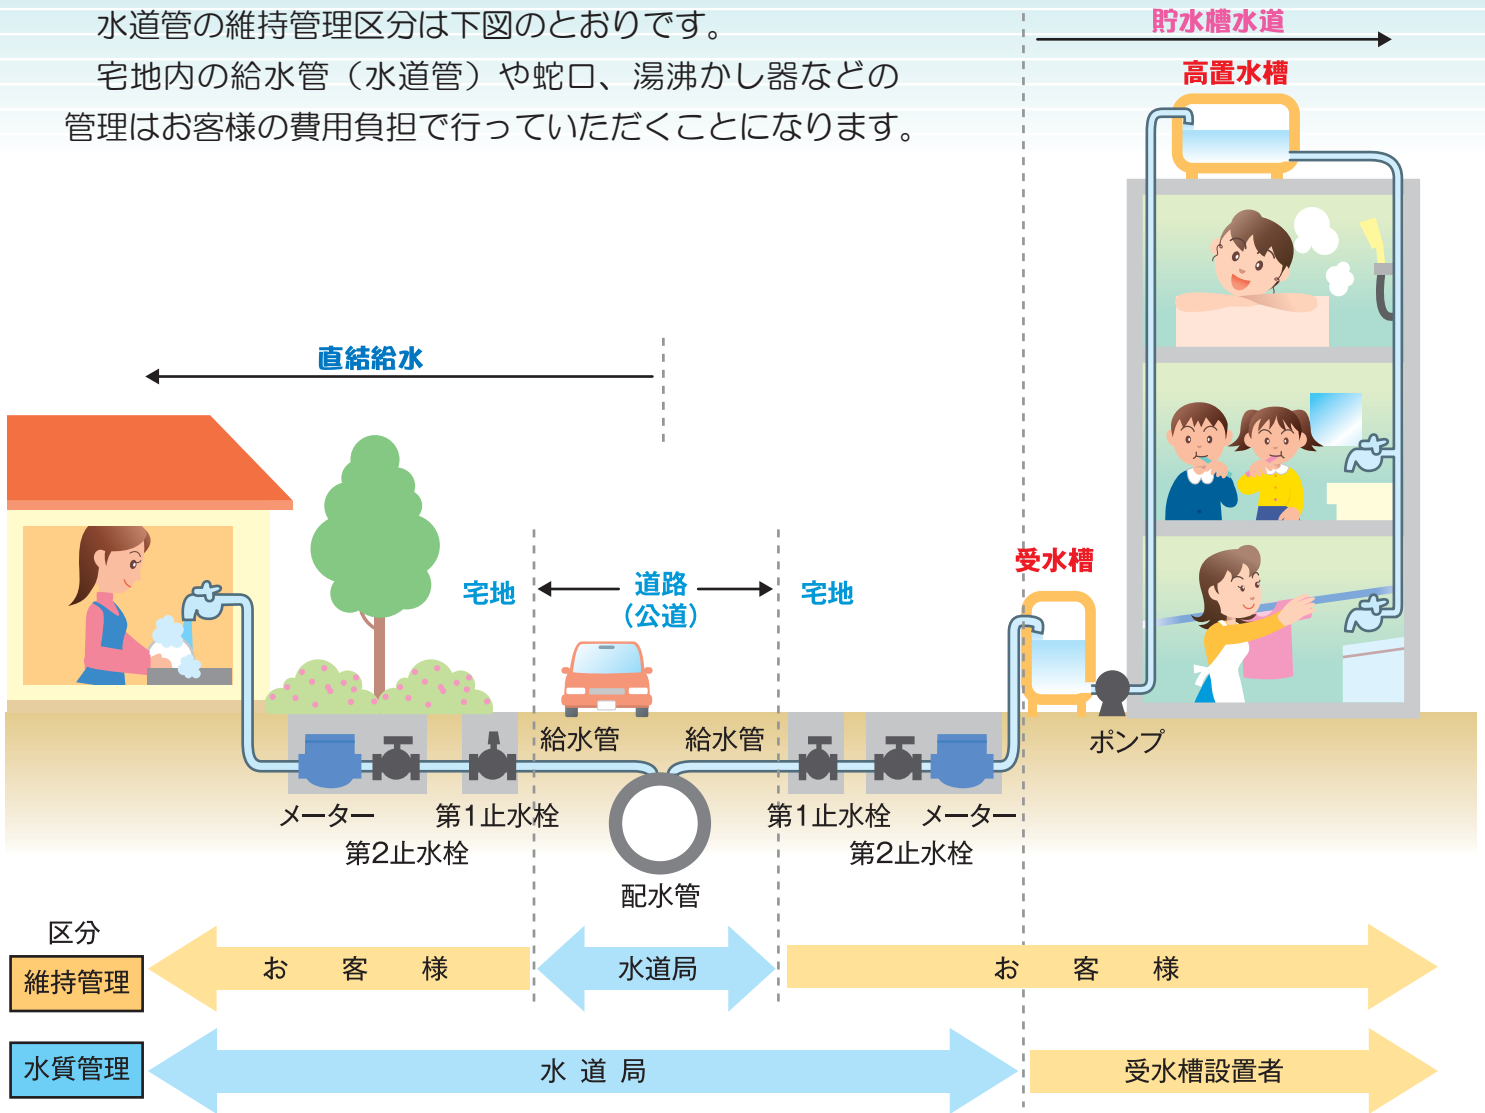 水道管の維持管理区分は下図のとおりです。
宅地内の給水管（水道管）や蛇口、湯沸かし器などの
管理はお客様の費用負担で行っていただくことになります。
貯水槽水道
高置水槽
直結給水
受水槽
宅地
道路
（公道）
宅地
ポンプ
給水管
給水管
メーター
第1止水栓
第2止水栓
第1止水栓
メーター
第2止水栓
配水管
区分
維持管理
お客様
水道局
お客様
水質管理
水道局
受水槽設置者